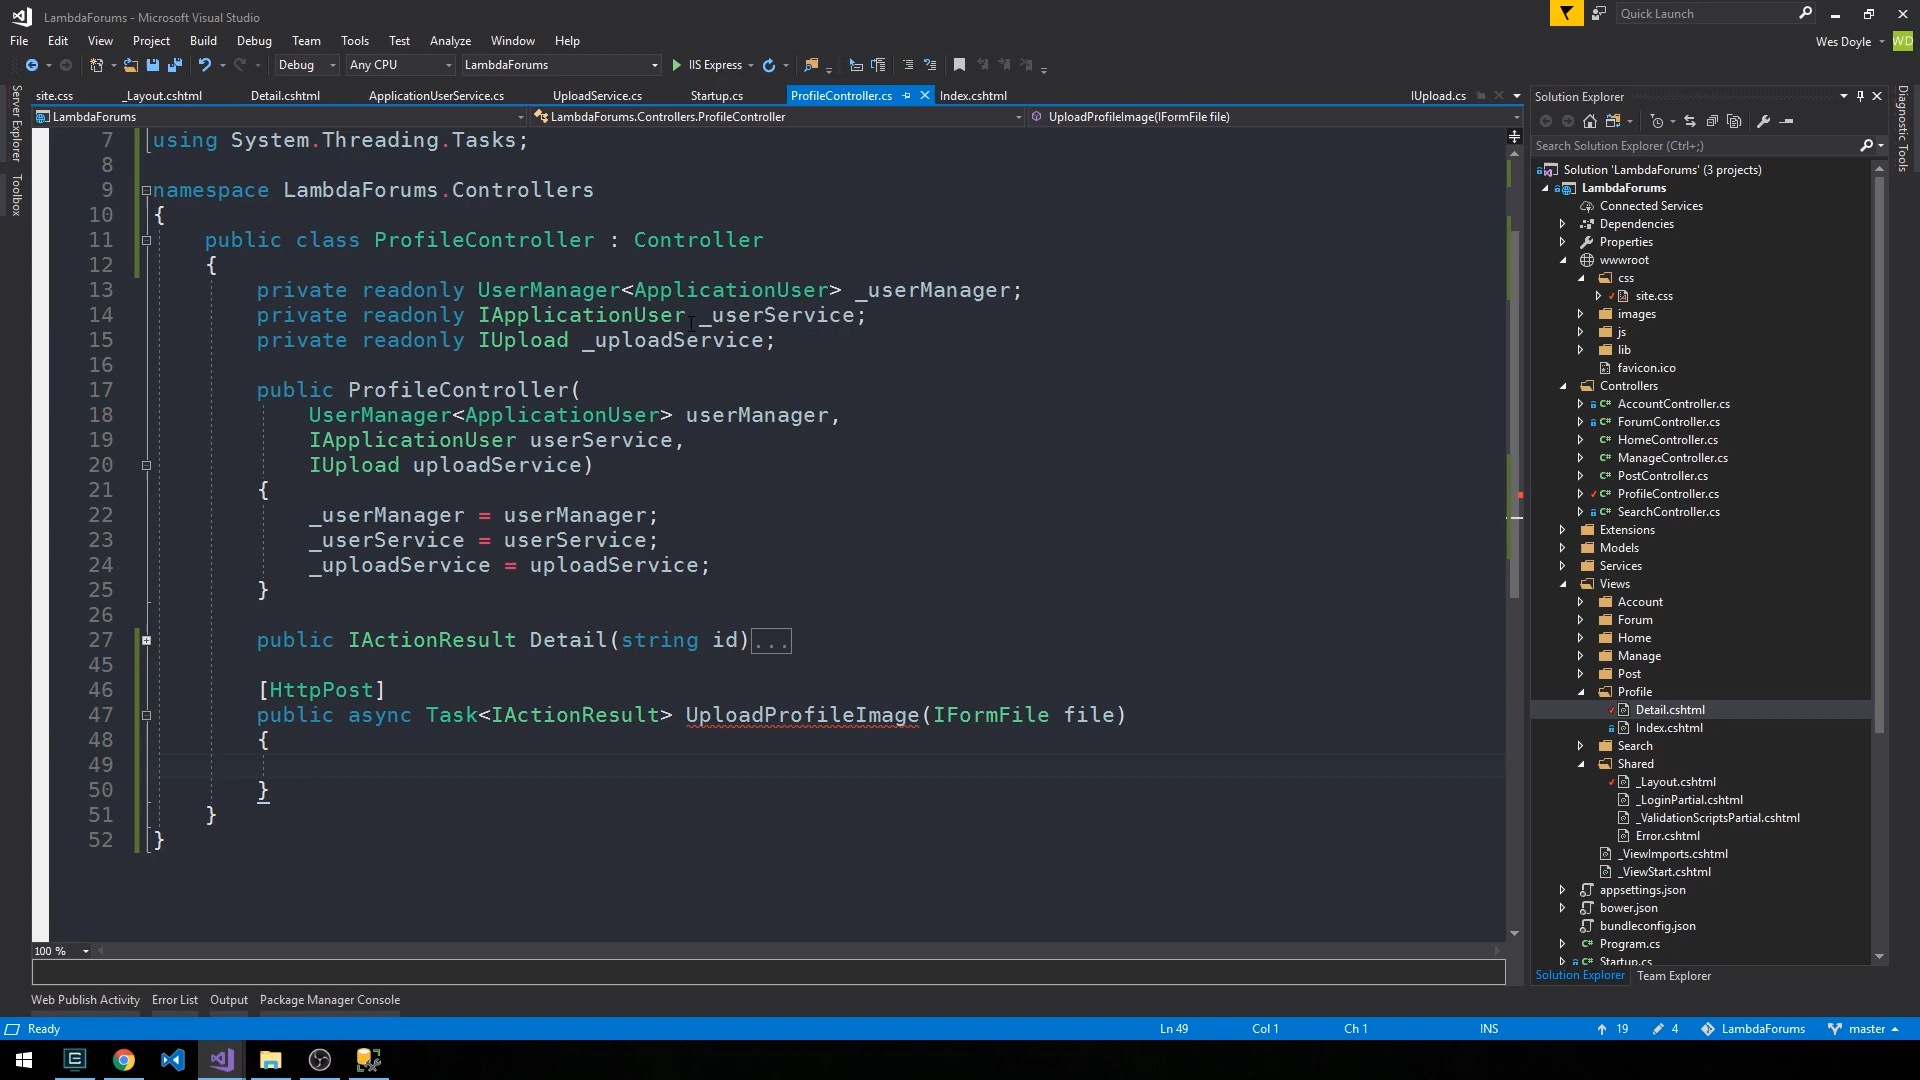 LambdaForums - Microsoft Visual Studio
Quick Launch
File Edit View Project Build Debug Team Tools Test Analyze Window Help
Wes Doyle WD
Debug Any CPU LambdaForums IIS Express
site.css _Layout.cshtml Detail.cshtml ApplicationUserService.cs UploadService.cs Startup.cs ProfileController.cs Index.cshtml IUpload.cs
LambdaForums LambdaForums.Controllers.ProfileController UploadProfileImage(IFormFile file)
Server Explorer
Toolbox
7 using System.Threading.Tasks;
8
9 namespace LambdaForums.Controllers
10 {
11 public class ProfileController : Controller
12 {
13 private readonly UserManager<ApplicationUser> _userManager;
14 private readonly IApplicationUser _userService;
15 private readonly IUpload _uploadService;
16
17 public ProfileController(
18 UserManager<ApplicationUser> userManager,
19 IApplicationUser userService,
20 IUpload uploadService)
21 {
22 _userManager = userManager;
23 _userService = userService;
24 _uploadService = uploadService;
25 }
26
27 public IActionResult Detail(string id)...
45
46 [HttpPost]
47 public async Task<IActionResult> UploadProfileImage(IFormFile file)
48 {
49
50 }
51 }
52 }
100 %
Solution Explorer
Search Solution Explorer (Ctrl+;)
Solution 'LambdaForums' (3 projects)
LambdaForums
Connected Services
Dependencies
Properties
wwwroot
css
site.css
images
js
lib
favicon.ico
Controllers
C# AccountController.cs
C# ForumController.cs
C# HomeController.cs
C# ManageController.cs
C# PostController.cs
C# ProfileController.cs
C# SearchController.cs
Extensions
Models
Services
Views
Account
Forum
Home
Manage
Post
Profile
Detail.cshtml
Index.cshtml
Search
Shared
_Layout.cshtml
_LoginPartial.cshtml
_ValidationScriptsPartial.cshtml
Error.cshtml
_ViewImports.cshtml
_ViewStart.cshtml
appsettings.json
bower.json
bundleconfig.json
C# Program.cs
C# Startup.cs
Solution Explorer Team Explorer
Diagnostic Tools
Web Publish Activity Error List Output Package Manager Console
Ready Ln 49 Col 1 Ch 1 INS 19 4 LambdaForums master